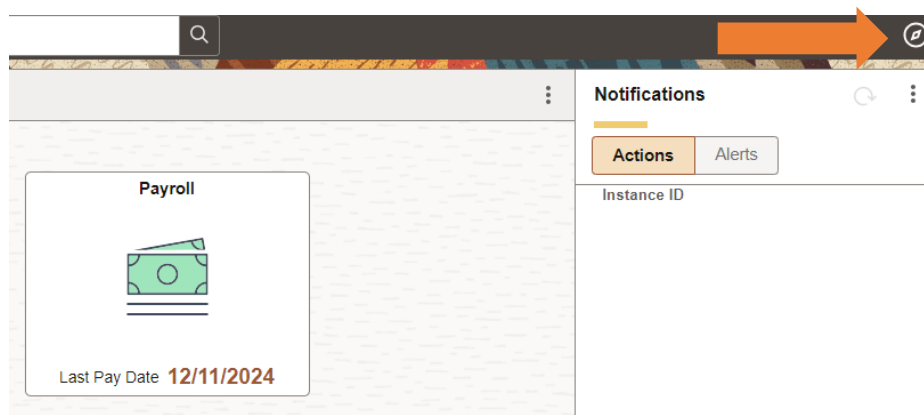 Notifications
Actions Alerts
Instance ID
Payroll
Last Pay Date 12/11/2024